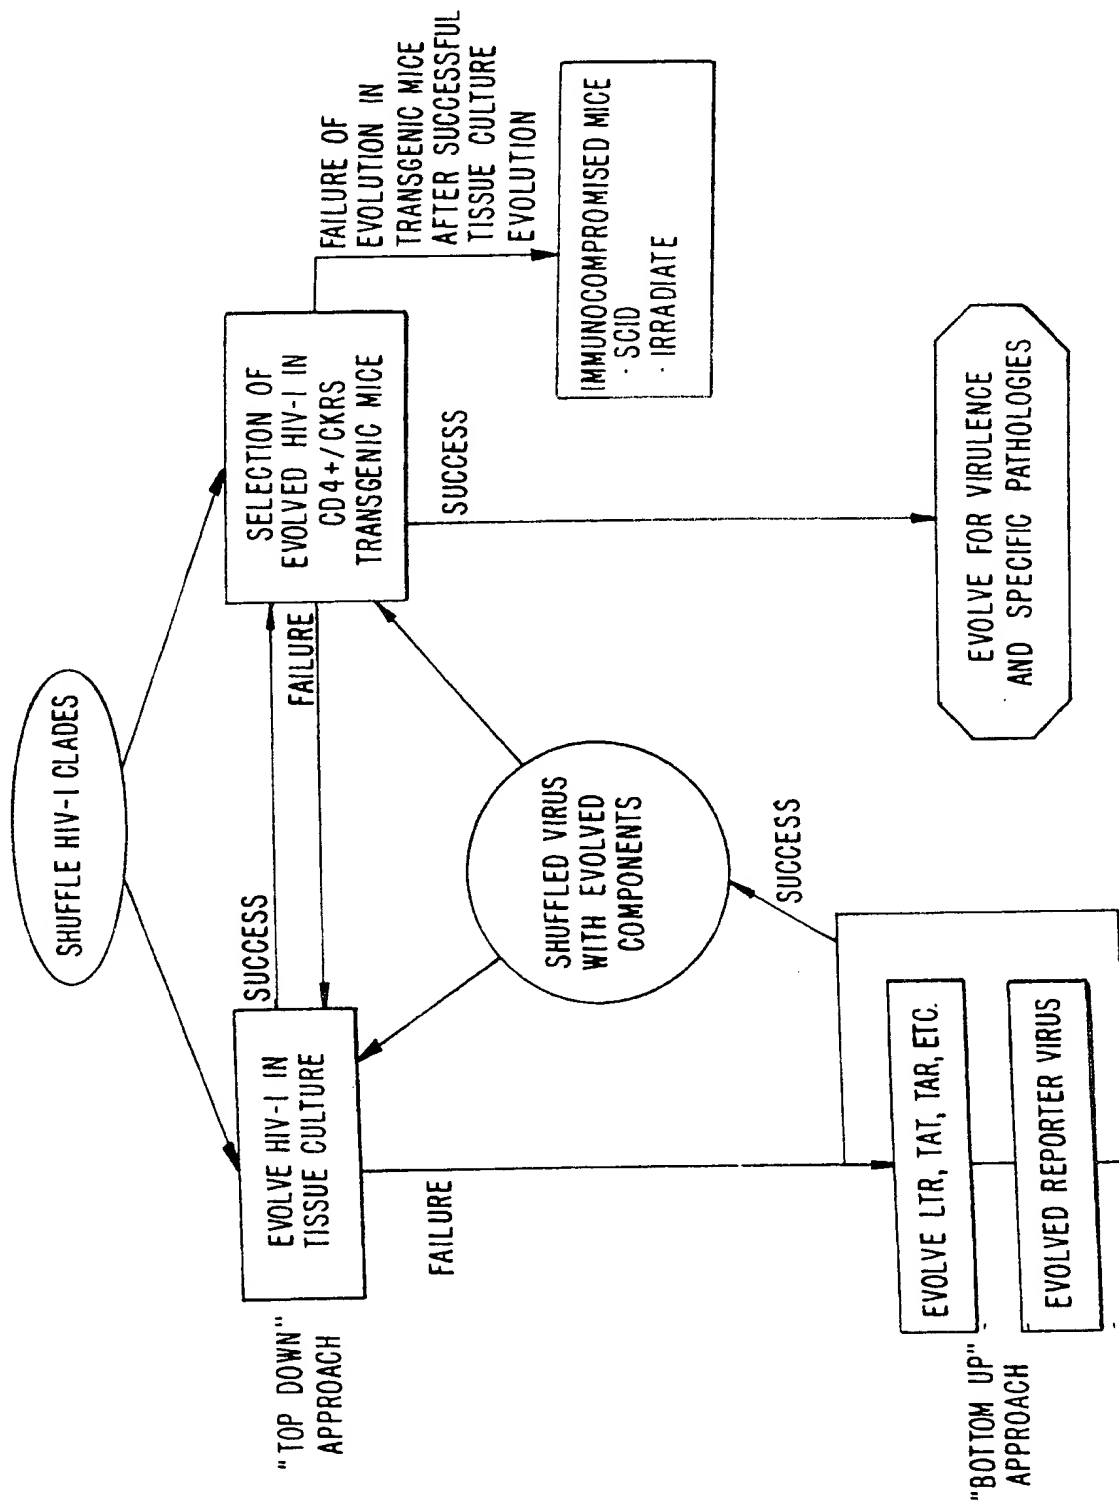 SHUFFLE HIV-1 CLADES
"TOP DOWN"
APPROACH
EVOLVE HIV-1 IN
TISSUE CULTURE
SUCCESS
FAILURE
SELECTION OF
EVOLVED HIV-1 IN
CD4+/CKRS
TRANSGENIC MICE
FAILURE OF
EVOLUTION IN
TRANSGENIC MICE
AFTER SUCCESSFUL
TISSUE CULTURE
EVOLUTION
IMMUNOCOMPROMISED MICE
· SCID
· IRRADIATE
SHUFFLED VIRUS
WITH EVOLVED
COMPONENTS
SUCCESS
FAILURE
SUCCESS
EVOLVE FOR VIRULENCE
AND SPECIFIC PATHOLOGIES
"BOTTOM UP"
APPROACH
EVOLVE LTR, TAT, TAR, ETC.
EVOLVED REPORTER VIRUS